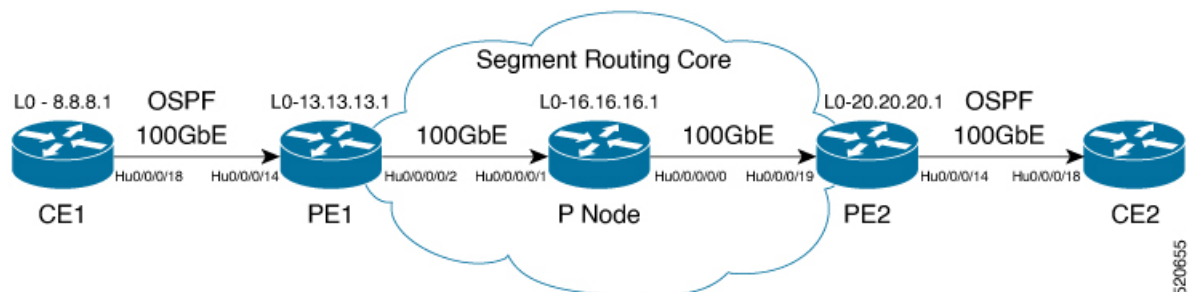 Segment Routing Core
L0 - 8.8.8.1
OSPF
L0-13.13.13.1
L0-16.16.16.1
L0-20.20.20.1
OSPF
100GbE
100GbE
100GbE
100GbE
Hu0/0/0/18
Hu0/0/0/14
Hu0/0/0/0/2
Hu0/0/0/0/1
Hu0/0/0/0/0
Hu0/0/0/19
Hu0/0/0/14
Hu0/0/0/18
CE1
PE1
P Node
PE2
CE2
520655